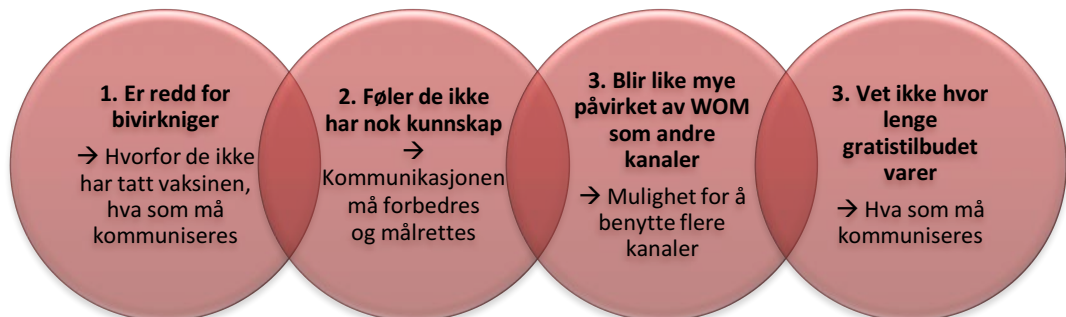 1. Er redd for
bivirkniger
→ Hvorfor de ikke
har tatt vaksinen,
hva som må
kommuniseres
2. Føler de ikke
har nok kunnskap
→
Kommunikasjonen
må forbedres
og målrettes
3. Blir like mye
påvirket av WOM
som andre
kanaler
→ Mulighet for å
benytte flere
kanaler
3. Vet ikke hvor
lenge
gratistilbudet
varer
→ Hva som må
kommuniseres